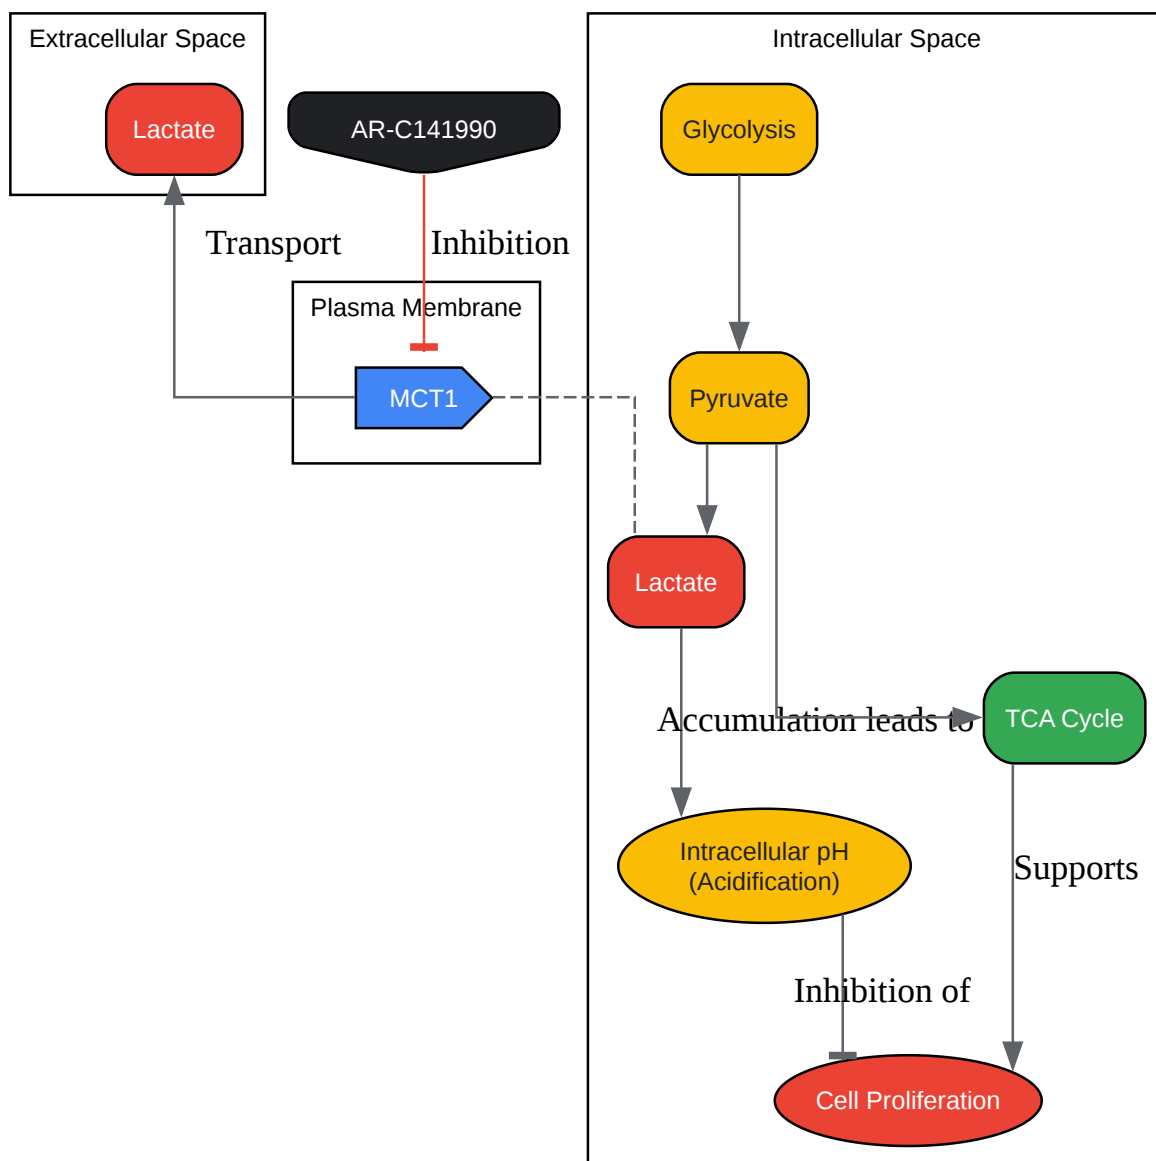 Extracellular Space
Intracellular Space
Lactate
AR-C141990
Glycolysis
Transport
Inhibition
Plasma Membrane
MCT1
Pyruvate
Lactate
Accumulation leads to
TCA Cycle
Intracellular pH
(Acidification)
Supports
Inhibition of
Cell Proliferation